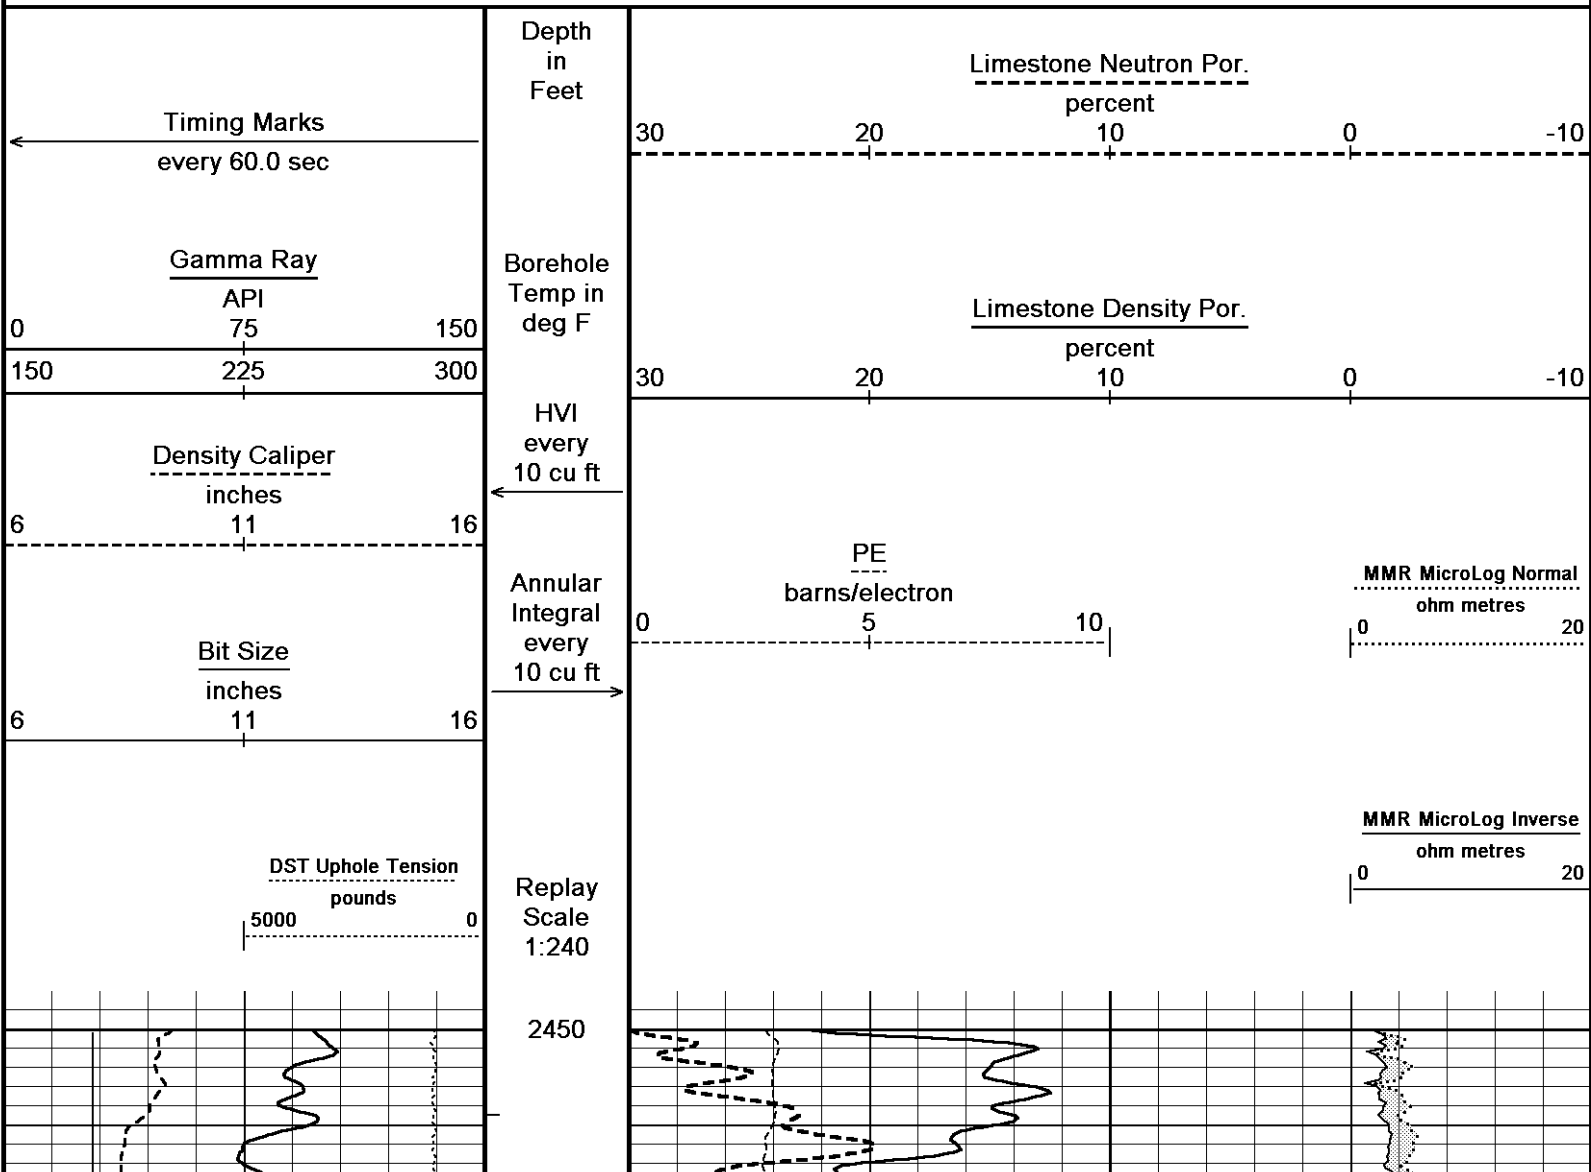 Timing Marks
every 60.0 sec
Gamma Ray
API
0 75 150
150 225 300
Density Caliper
inches
6 11 16
Bit Size
inches
6 11 16
DST Uphole Tension
pounds
5000 0
Depth
in
Feet
Borehole
Temp in
deg F
HVI
every
10 cu ft
Annular
Integral
every
10 cu ft
Replay
Scale
1:240
2450
Limestone Neutron Por.
percent
30 20 10 0 -10
Limestone Density Por.
percent
30 20 10 0 -10
PE
barns/electron
0 5 10
MMR MicroLog Normal
ohm metres
0 20
MMR MicroLog Inverse
ohm metres
0 20